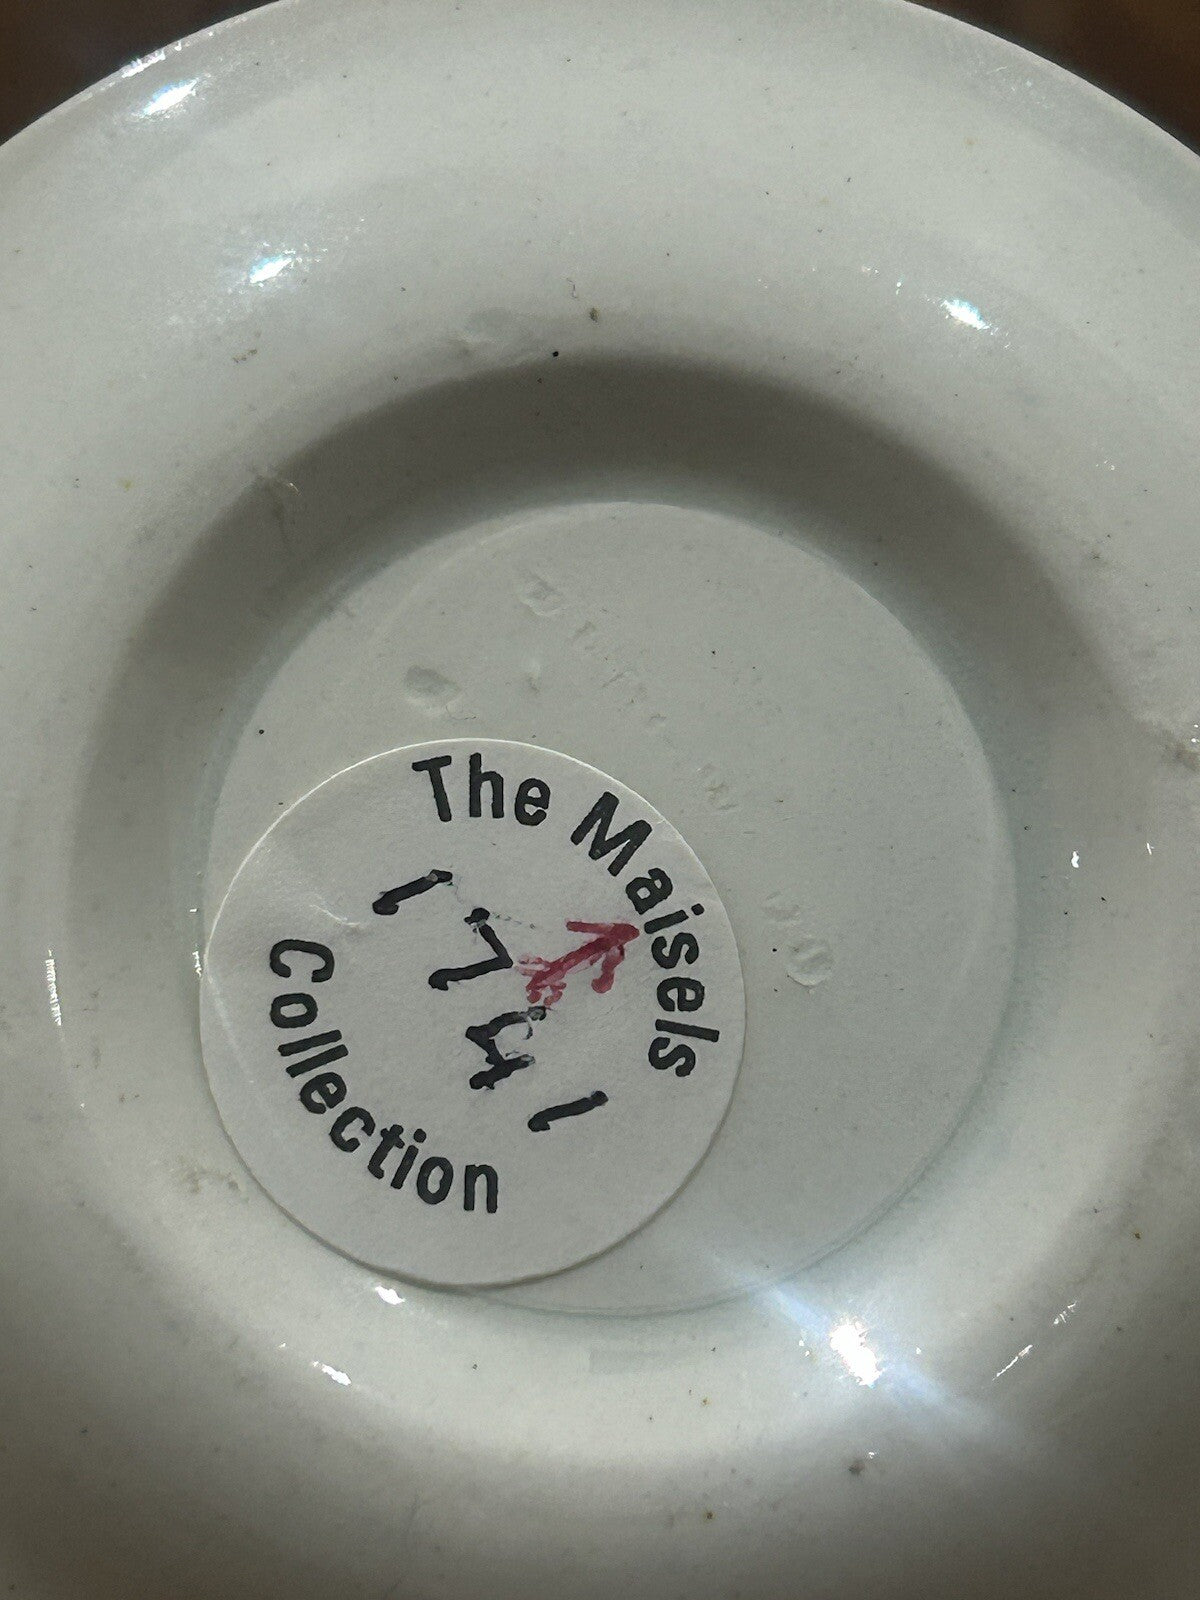 The Maisels
1741
Collection